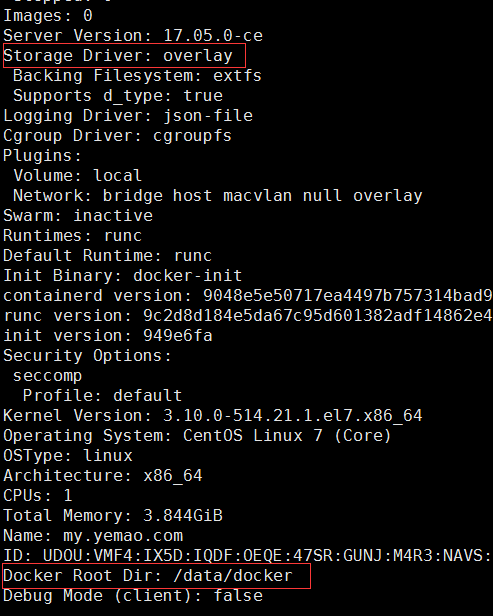 Images: 0
Server Version: 17.05.0-ce
Storage Driver: overlay
Backing Filesystem: extfs
Supports d_type: true
Logging Driver: json-file
Cgroup Driver: cgroupfs
Plugins:
Volume: local
Network: bridge host macvlan null overlay
Swarm: inactive
Runtimes: runc
Default Runtime: runc
Init Binary: docker-init
containerd version: 9048e5e50717ea4497b757314bad9
runc version: 9c2d8d184e5da67c95d601382adf14862e4
init version: 949e6fa
Security Options:
seccomp
Profile: default
Kernel Version: 3.10.0-514.21.1.el7.x86_64
Operating System: CentOS Linux 7 (Core)
OSType: linux
Architecture: x86_64
CPUs: 1
Total Memory: 3.844GiB
Name: my.yemao.com
ID: UDOU:VMF4:IX5D:IQDF:OEQE:47SR:GUNJ:M4R3:NAVS:
Docker Root Dir: /data/docker
Debug Mode (client): false